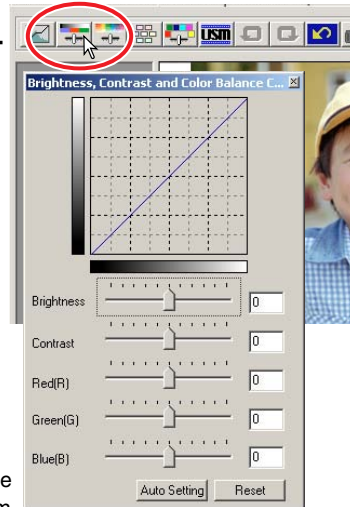 USM
Brightness, Contrast and Color Balance C...
Brightness
0
Contrast
0
Red(R)
0
Green(G)
0
Blue(B)
0
Auto Setting
Reset
e